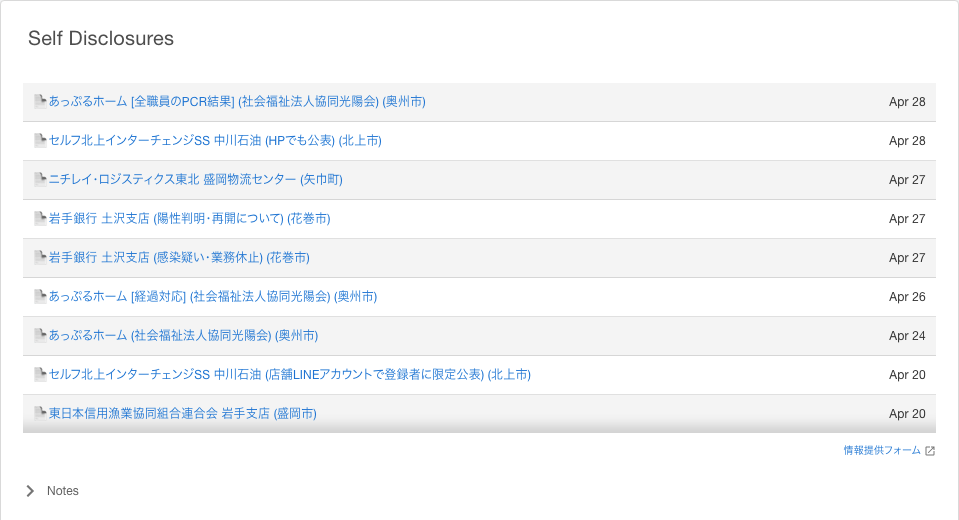 Self Disclosures
あっぷるホーム [全職員のPCR結果] (社会福祉法人協同光陽会) (奥州市) Apr 28
セルフ北上インターチェンジSS 中川石油 (HPでも公表) (北上市) Apr 28
ニチレイ･ロジスティクス東北 盛岡物流センター (矢巾町) Apr 27
岩手銀行 土沢支店 (陽性判明･再開について) (花巻市) Apr 27
岩手銀行 土沢支店 (感染疑い･業務休止) (花巻市) Apr 27
あっぷるホーム [経過対応] (社会福祉法人協同光陽会) (奥州市) Apr 26
あっぷるホーム (社会福祉法人協同光陽会) (奥州市) Apr 24
セルフ北上インターチェンジSS 中川石油 (店舗LINEアカウントで登録者に限定公表) (北上市) Apr 20
東日本信用漁業協同組合連合会 岩手支店 (盛岡市) Apr 20
情報提供フォーム
Notes